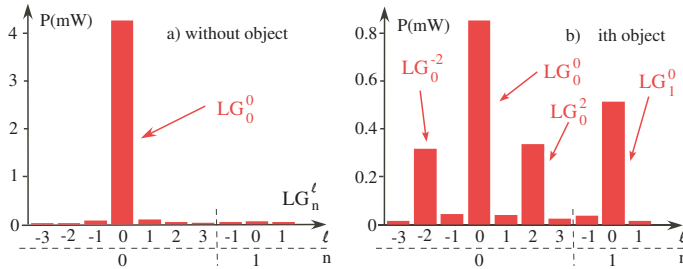 P(mW)
a) without object
4
3
2
1
0
LG₀⁰
LGₙ^ℓ
-3 -2 -1 0 1 2 3 -1 0 1 ℓ
0 1 n
P(mW)
b) ith object
0.8
0.6
0.4
0.2
0
LG₀⁻²
LG₀⁰
LG₀²
LG₁⁰
-3 -2 -1 0 1 2 3 -1 0 1 ℓ
0 1 n